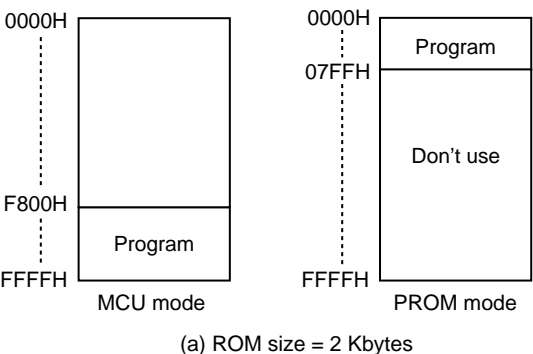 0000H
F800H
Program
FFFFH
MCU mode
0000H
Program
07FFH
Don't use
FFFFH
PROM mode
(a) ROM size = 2 Kbytes